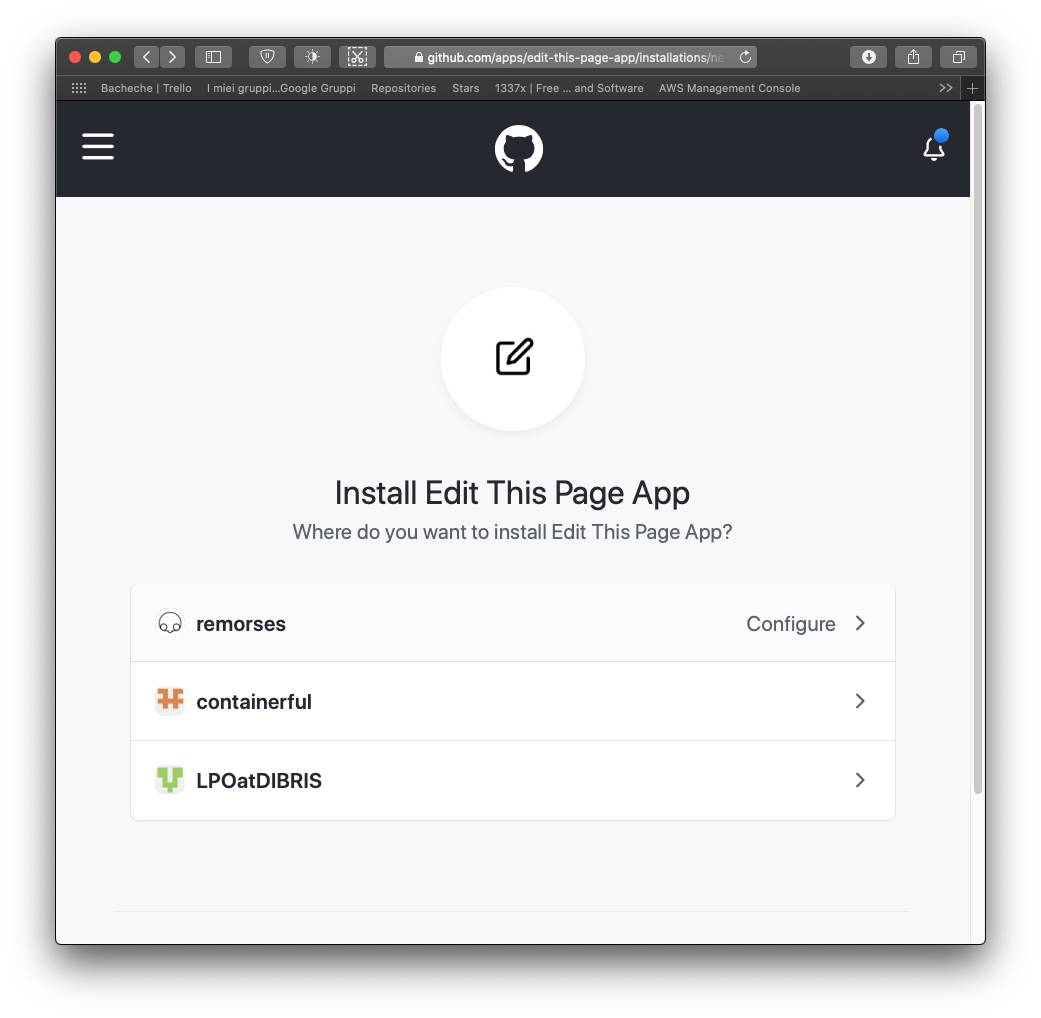 github.com/apps/edit-this-page-app/installations/ne
Bacheche | Trello I miei gruppi...Google Gruppi Repositories Stars 1337x | Free ... and Software AWS Management Console
Install Edit This Page App
Where do you want to install Edit This Page App?
remorses Configure
containerful
LPOatDIBRIS